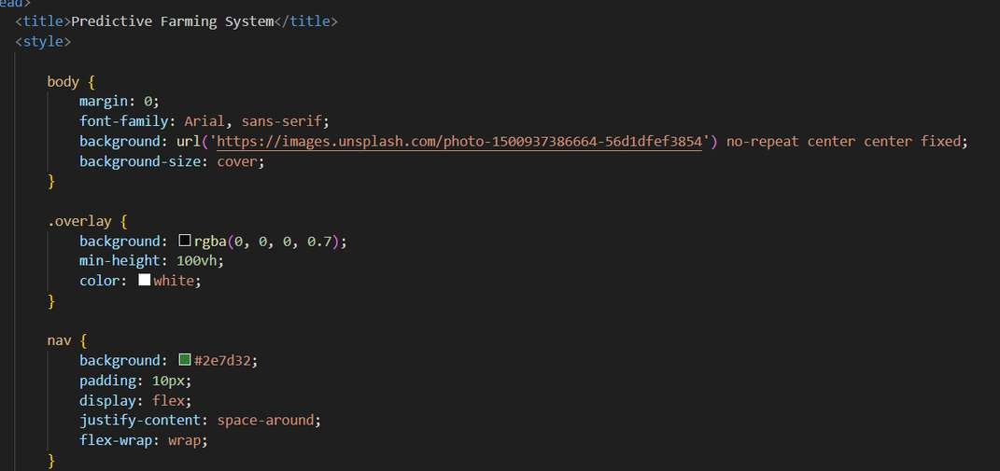 ead>
<title>Predictive Farming System</title>
<style>
body {
margin: 0;
font-family: Arial, sans-serif;
background: url('https://images.unsplash.com/photo-1500937386664-56d1dfef3854') no-repeat center center fixed;
background-size: cover;
}
.overlay {
background: rgba(0, 0, 0, 0.7);
min-height: 100vh;
color: white;
}
nav {
background: #2e7d32;
padding: 10px;
display: flex;
justify-content: space-around;
flex-wrap: wrap;
}